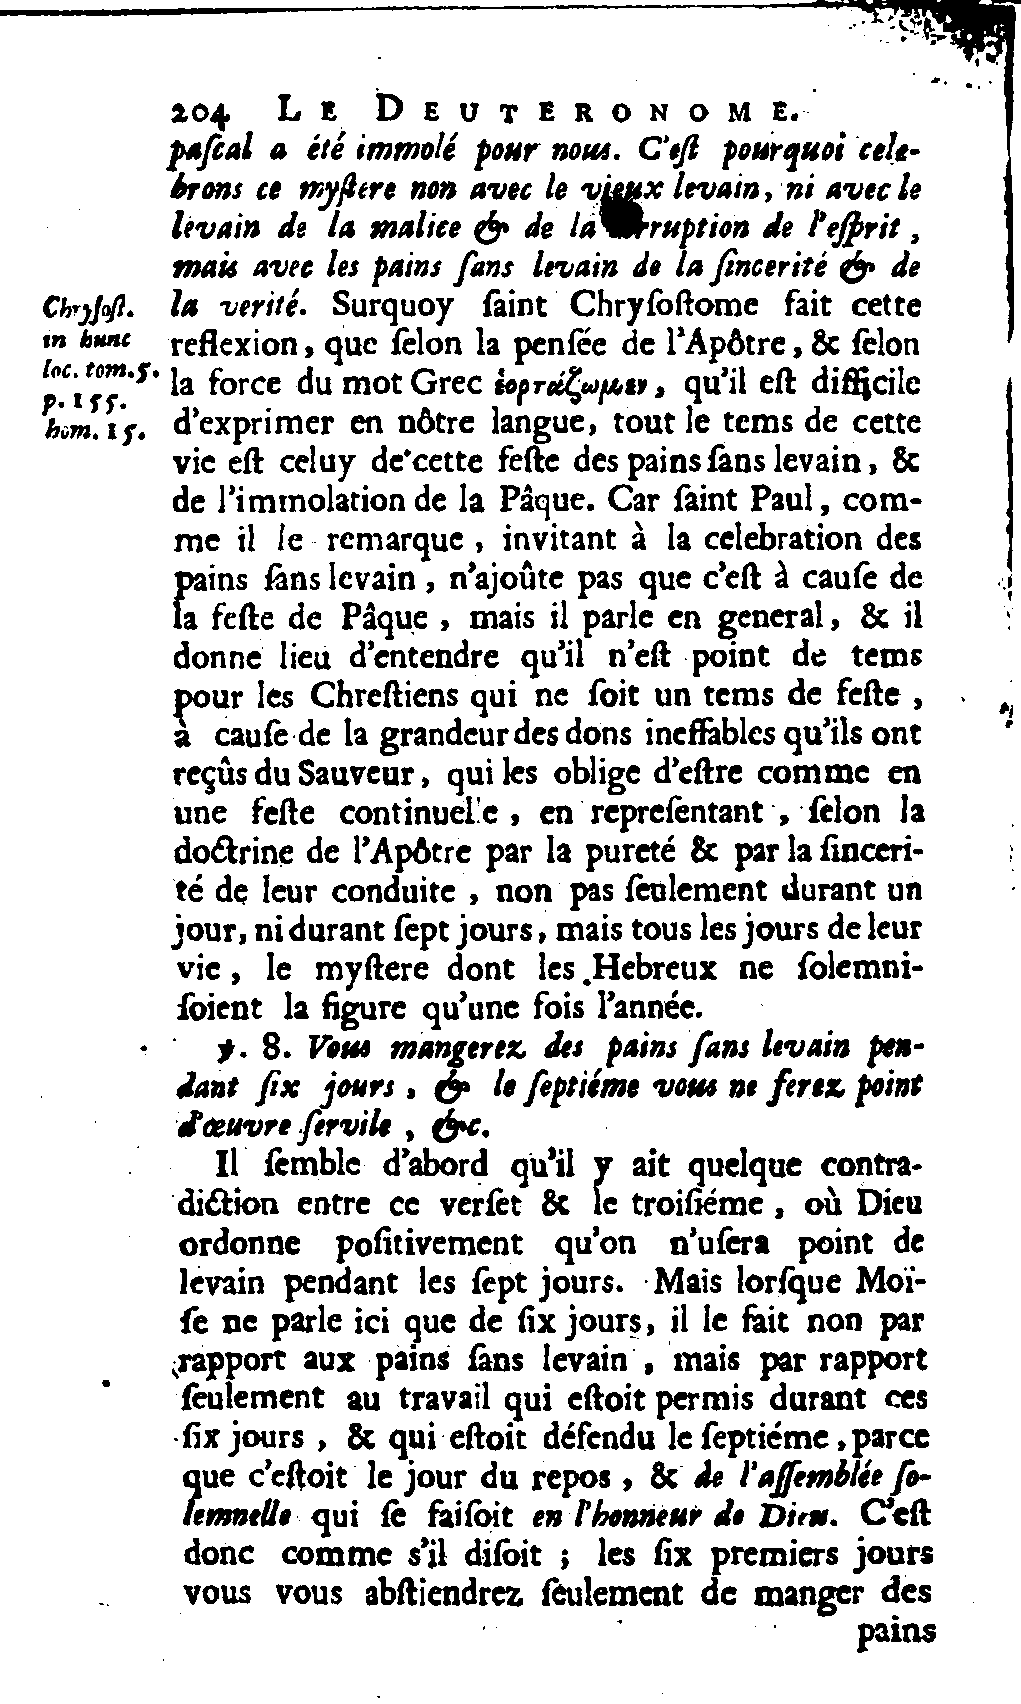 204 LE DEUTERONOME.
paſcal a été immolé pour nous. C'eſt pourquoi cele-
brons ce myſtere non avec le vieux levain, ni avec le
levain de la malice & de la corruption de l'eſprit,
mais avec les pains ſans levain de la ſincerité & de
la verité. Surquoy ſaint Chryſoſtome fait cette
reflexion, que ſelon la penſée de l'Apôtre, & ſelon
la force du mot Grec ἑορτάζωμεν, qu'il eſt difficile
d'exprimer en nôtre langue, tout le tems de cette
vie eſt celuy de cette feſte des pains ſans levain, &
de l'immolation de la Pâque. Car ſaint Paul, com-
me il le remarque, invitant à la celebration des
pains ſans levain, n'ajoûte pas que c'eſt à cauſe de
la feſte de Pâque, mais il parle en general, & il
donne lieu d'entendre qu'il n'eſt point de tems
pour les Chreſtiens qui ne ſoit un tems de feſte,
à cauſe de la grandeur des dons ineffables qu'ils ont
reçûs du Sauveur, qui les oblige d'eſtre comme en
une feſte continuelle, en repreſentant, ſelon la
doctrine de l'Apôtre par la pureté & par la ſinceri-
té de leur conduite, non pas ſeulement durant un
jour, ni durant ſept jours, mais tous les jours de leur
vie, le myſtere dont les Hebreux ne ſolemni-
ſoient la figure qu'une fois l'année.
℣. 8. Vous mangerez des pains ſans levain pen-
dant ſix jours, & le ſeptiéme vous ne ferez point
d'œuvre ſervile, &c.
Il ſemble d'abord qu'il y ait quelque contra-
diction entre ce verſet & le troiſiéme, où Dieu
ordonne poſitivement qu'on n'uſera point de
levain pendant les ſept jours. Mais lorſque Moï-
ſe ne parle ici que de ſix jours, il le fait non par
rapport aux pains ſans levain, mais par rapport
ſeulement au travail qui eſtoit permis durant ces
ſix jours, & qui eſtoit défendu le ſeptiéme, parce
que c'eſtoit le jour du repos, & de l'aſſemblée ſo-
lemnelle qui ſe faiſoit en l'honneur de Dieu. C'eſt
donc comme s'il diſoit ; les ſix premiers jours
vous vous abſtiendrez ſeulement de manger des
pains
Chryſoſt.
in hunc
loc. tom. 5.
p. 155.
hom. 15.